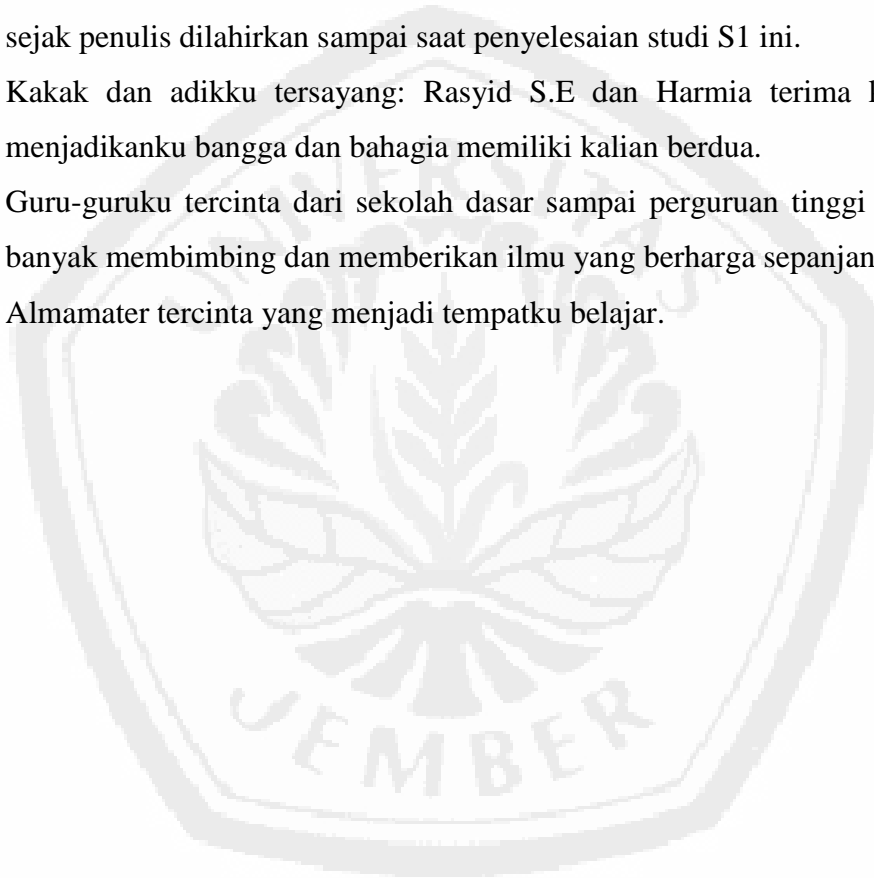 sejak penulis dilahirkan sampai saat penyelesaian studi S1 ini.
Kakak dan adikku tersayang: Rasyid S.E dan Harmia terima
menjadikanku bangga dan bahagia memiliki kalian berdua.
Guru-guruku tercinta dari sekolah dasar sampai perguruan tinggi
banyak membimbing dan memberikan ilmu yang berharga
Almamater tercinta yang menjadi tempatku belajar.
UNIVERSITAS
JEMBER